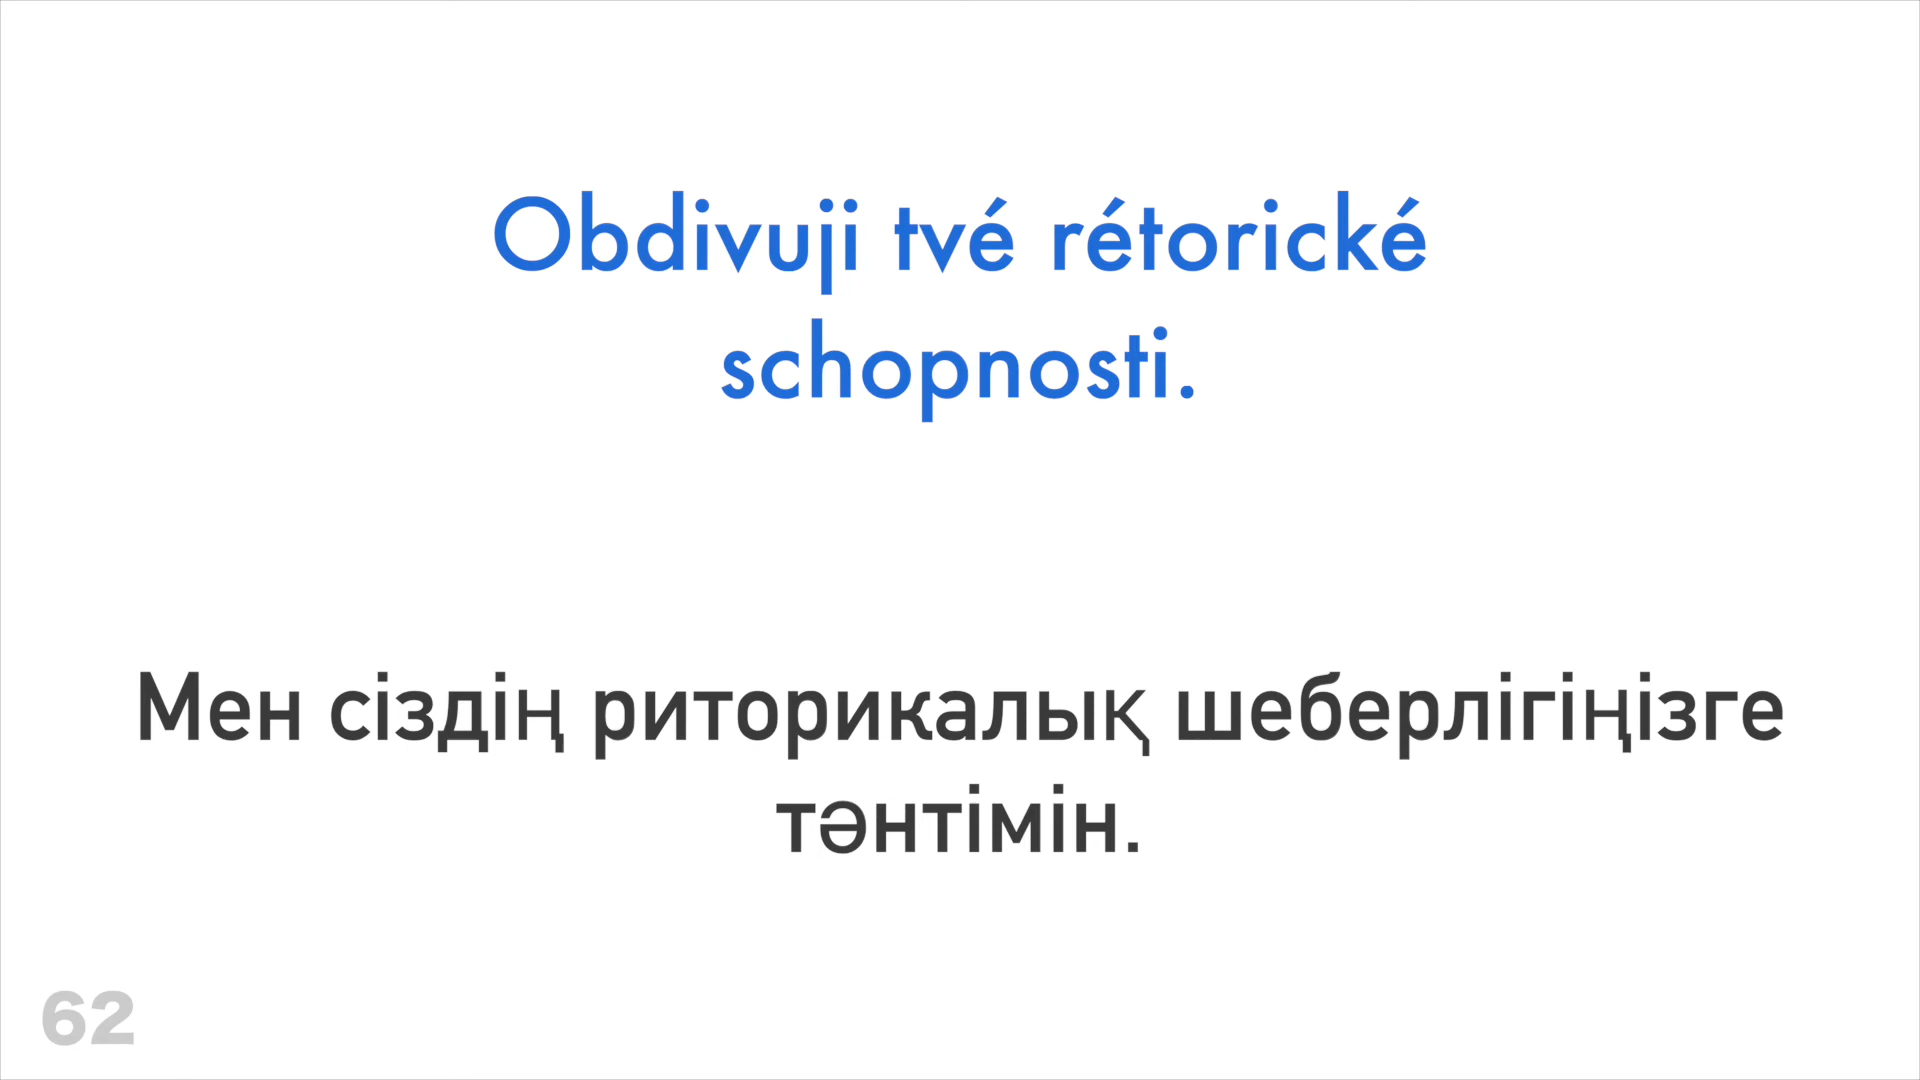 Obdivuji tvé rétorické
schopnosti.
Мен сіздің риторикалық шеберлігіңізге
тәнтімін.
62